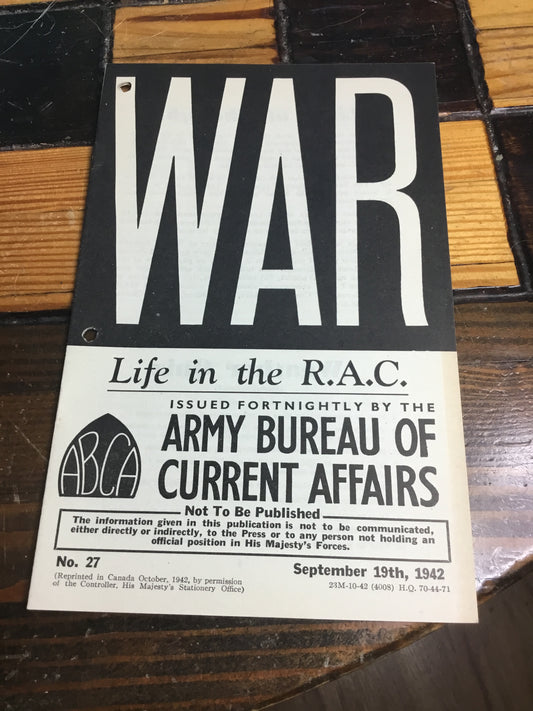 WAR
Life in the R.A.C.
ISSUED FORTNIGHTLY BY THE
ABCA
ARMY BUREAU OF
CURRENT AFFAIRS
Not To Be Published
The information given in this publication is not to be communicated,
either directly or indirectly, to the Press or to any person not holding an
official position in His Majesty's Forces.
No. 27
September 19th, 1942
(Reprinted in Canada October, 1942, by permission
of the Controller, His Majesty's Stationery Office)
23M-10-42 (4008) H.Q. 70-44-71